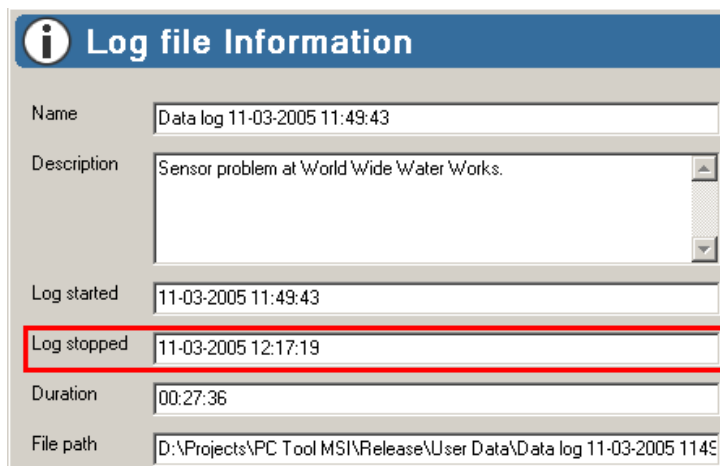 Log file Information
Name
Data log 11-03-2005 11:49:43
Description
Sensor problem at World Wide Water Works.
Log started
11-03-2005 11:49:43
Log stopped
11-03-2005 12:17:19
Duration
00:27:36
File path
D:\Projects\PC Tool MSI\Release\User Data\Data log 11-03-2005 1149